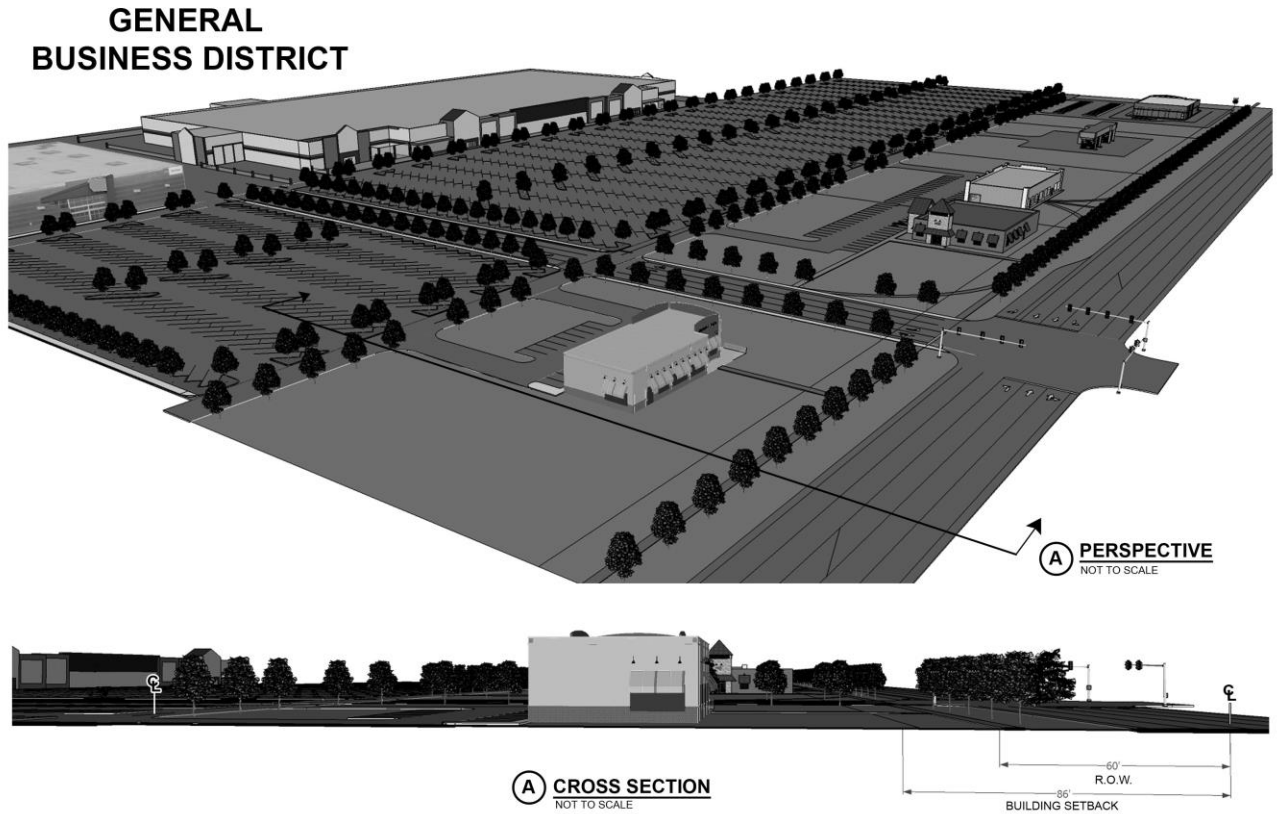 GENERAL
BUSINESS DISTRICT
A PERSPECTIVE
NOT TO SCALE
℄
℄
60'
R.O.W.
86'
BUILDING SETBACK
A CROSS SECTION
NOT TO SCALE